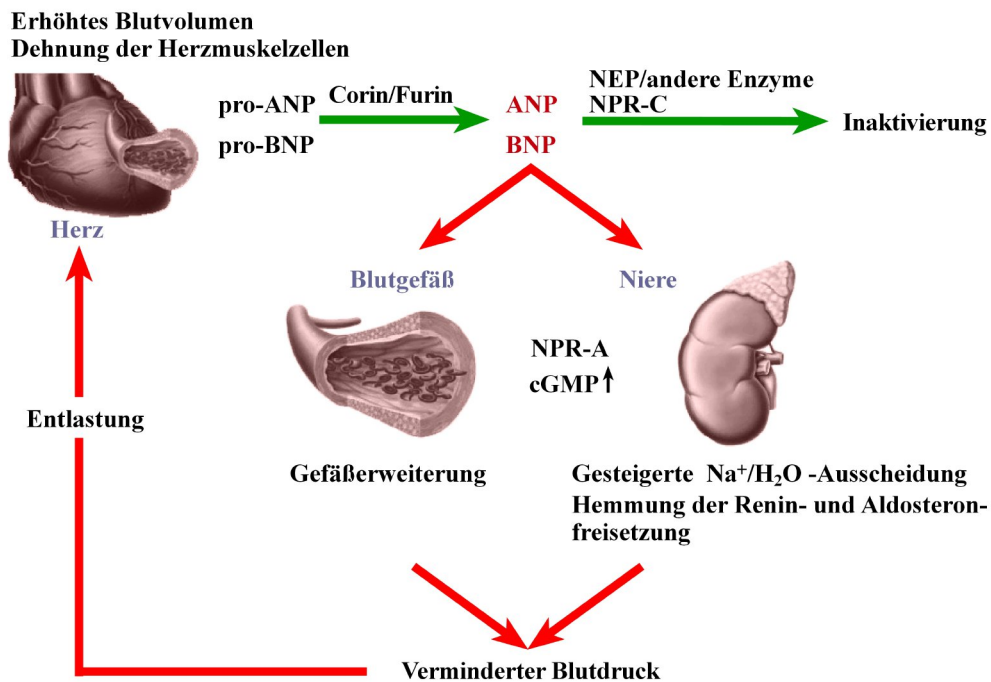 Erhöhtes Blutvolumen
Dehnung der Herzmuskelzellen
pro-ANP
pro-BNP
Corin/Furin
ANP
BNP
NEP/andere Enzyme
NPR-C
Inaktivierung
Herz
Blutgefäß
Niere
NPR-A
cGMP↑
Entlastung
Gefäßerweiterung
Gesteigerte Na⁺/H₂O -Ausscheidung
Hemmung der Renin- und Aldosteron-
freisetzung
Verminderter Blutdruck